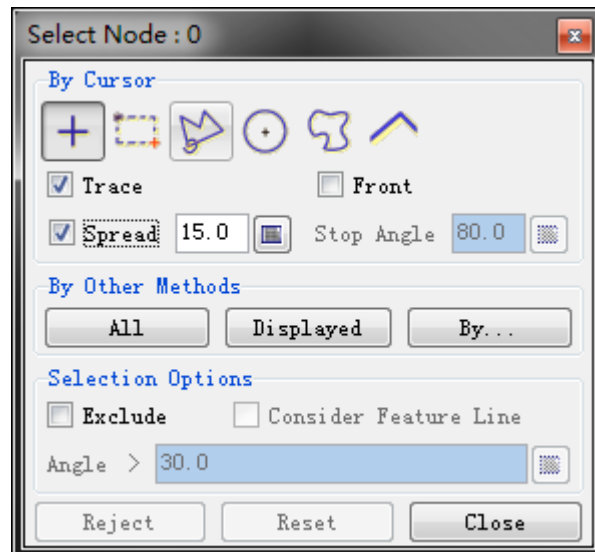 Select Node : 0
By Cursor
Trace Front
Spread 15.0 Stop Angle 80.0
By Other Methods
All Displayed By...
Selection Options
Exclude Consider Feature Line
Angle > 30.0
Reject Reset Close